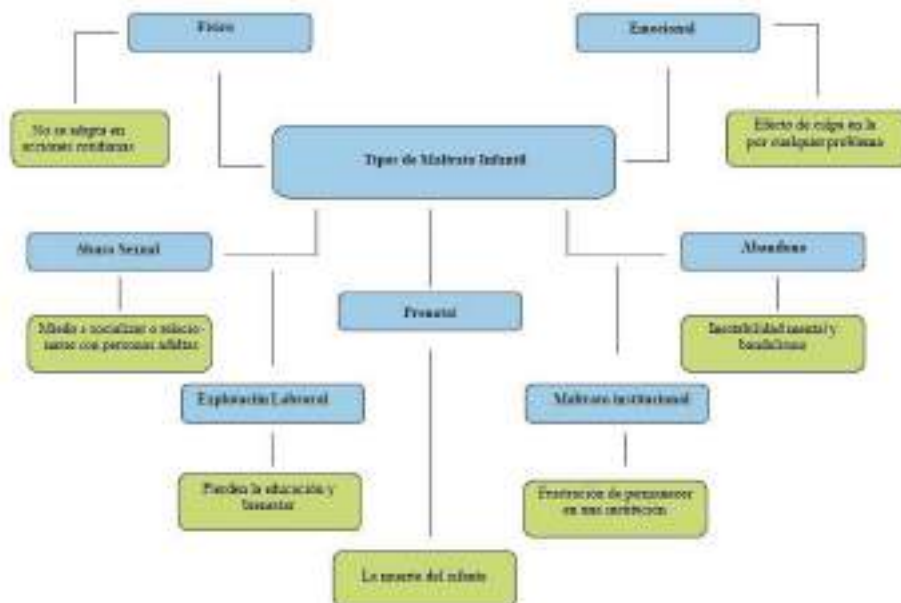 Físico
Emocional
No se adapta en
acciones cotidianas
Efecto de culpa en la
por cualquier problema
Tipos de Maltrato Infantil
Abuso Sexual
Abandono
Prenatal
Miedo a socializar o relacio-
narse con personas adultas
Inestabilidad mental y
Explotación Laboral
Maltrato institucional
Pierden la educación y
bienestar
Frustración de permanecer
en una institución
La muerte del infante